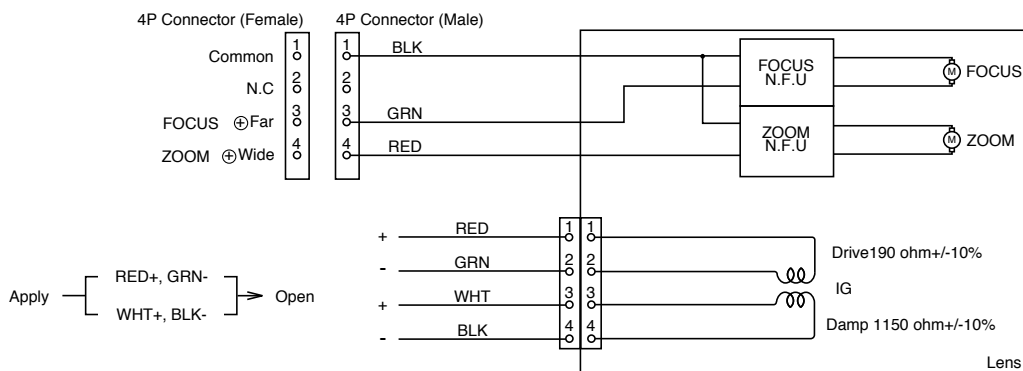 4P Connector (Female) 4P Connector (Male)
Common 1 1 BLK
N.C 2 2
FOCUS ⊕Far 3 3 GRN
ZOOM ⊕Wide 4 4 RED
FOCUS
N.F.U
M FOCUS
ZOOM
N.F.U
M ZOOM
+ RED 1 1
- GRN 2 2
+ WHT 3 3
- BLK 4 4
Drive190 ohm+/-10%
IG
Damp 1150 ohm+/-10%
Apply RED+, GRN- Open
WHT+, BLK-
Lens